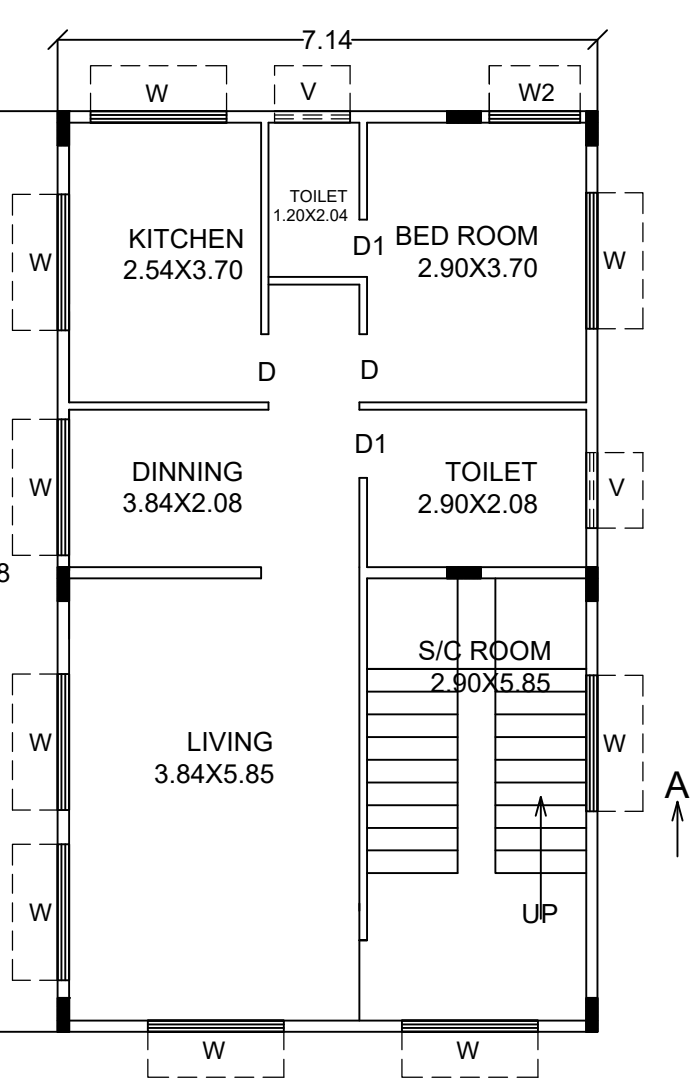 7.14
W
V
W2
TOILET
1.20X2.04
KITCHEN
2.54X3.70
D1
BED ROOM
2.90X3.70
W
W
D
D
D1
DINNING
3.84X2.08
TOILET
2.90X2.08
W
V
8
S/C ROOM
2.90X5.85
LIVING
3.84X5.85
W
W
A
W
UP
W
W